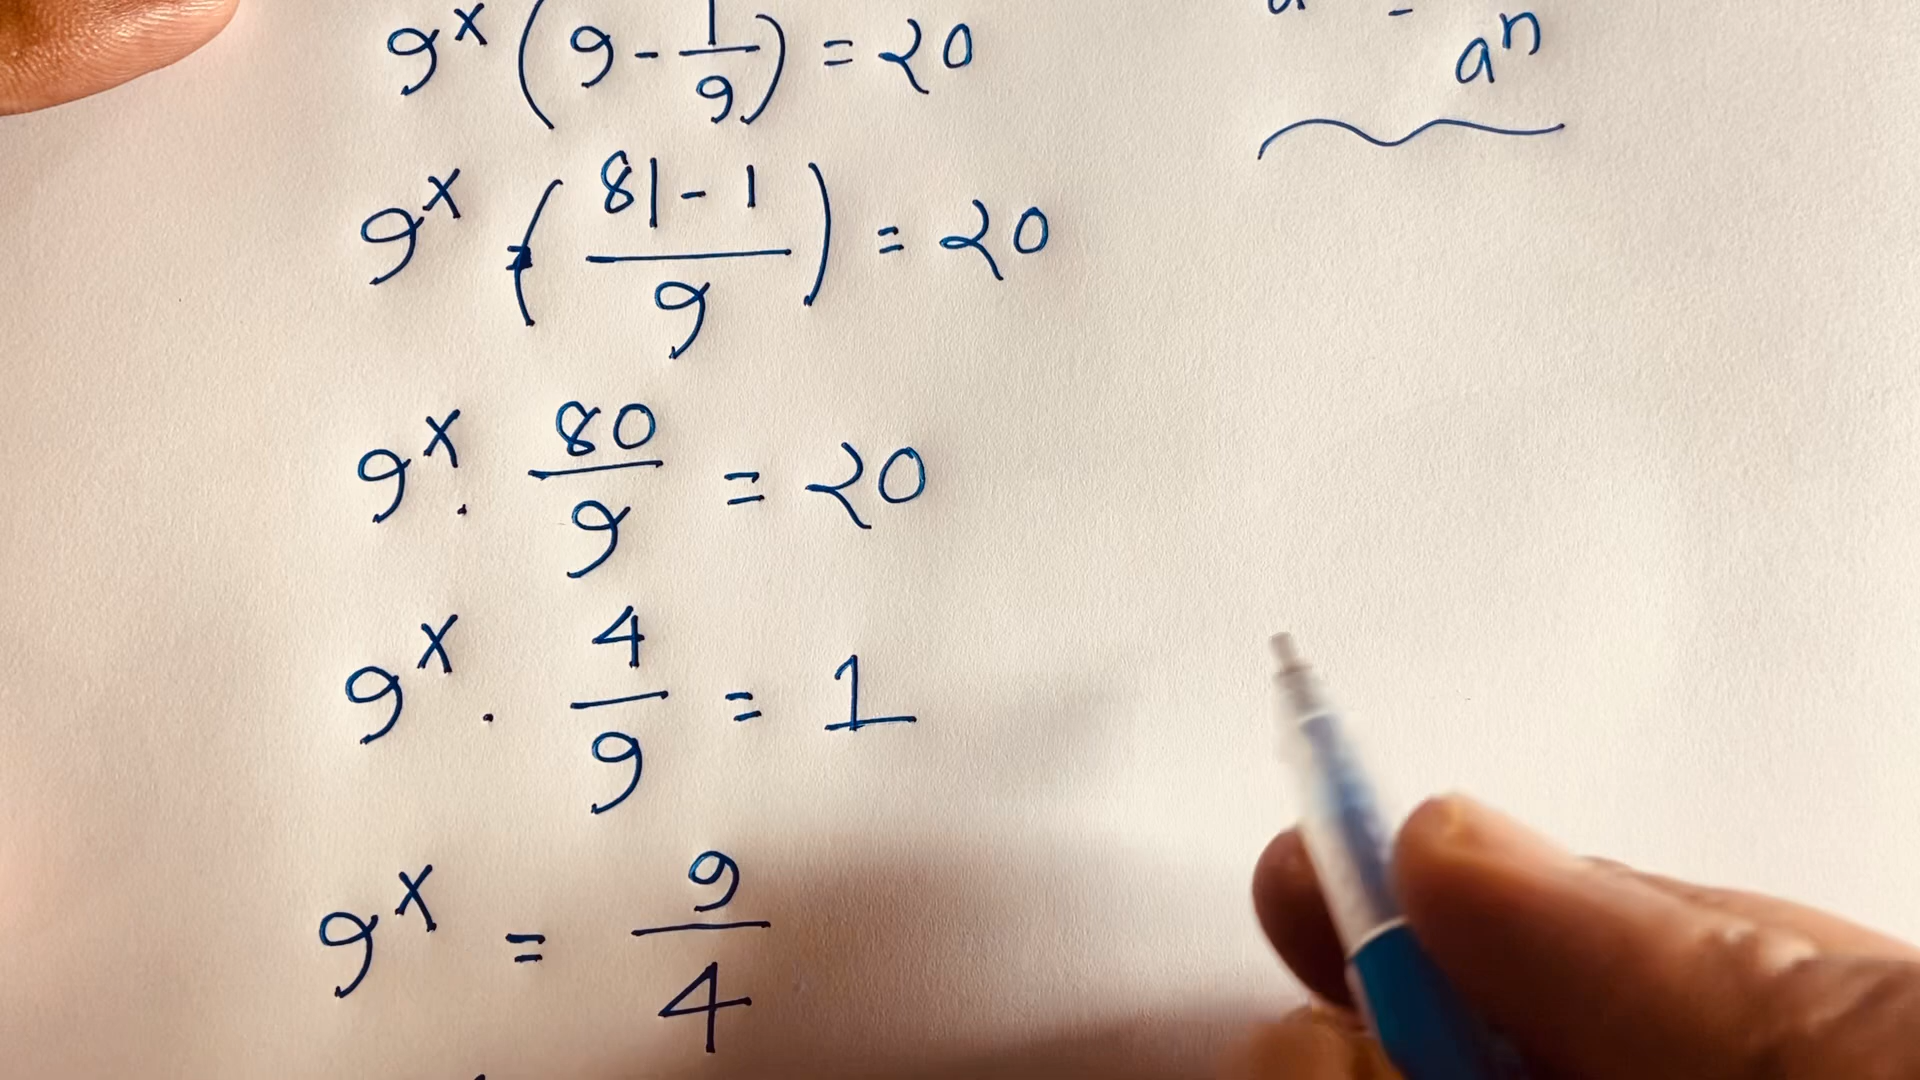 9^x (9 - 1/9) = 20
a^n
9^x (81 - 1 / 9) = 20
9^x . 80/9 = 20
9^x . 4/9 = 1
9^x = 9/4